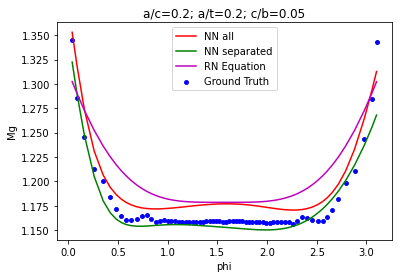 a/c=0.2; a/t=0.2; c/b=0.05
NN all
NN separated
RN Equation
Ground Truth
Mg
1.350
1.325
1.300
1.275
1.250
1.225
1.200
1.175
1.150
0.0 0.5 1.0 1.5 2.0 2.5 3.0
phi